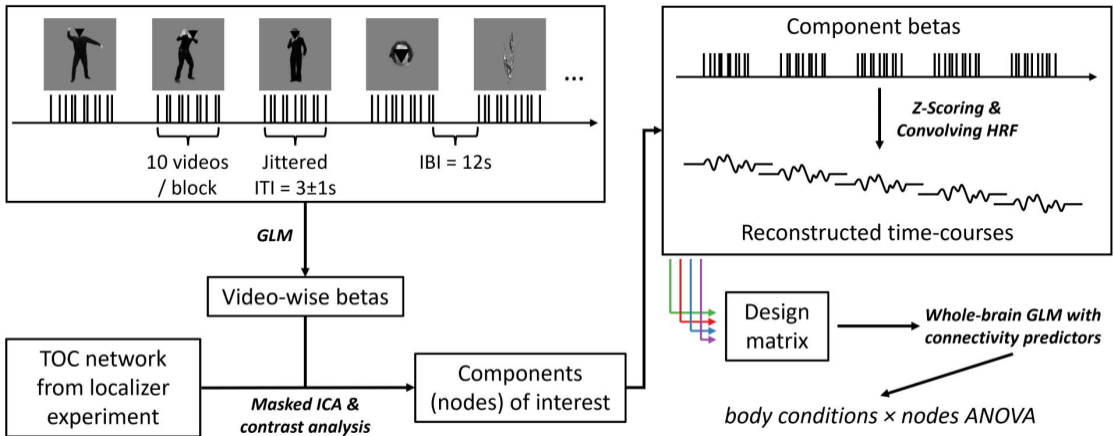 ...
10 videos
/ block
Jittered
ITI = 3±1s
IBI = 12s
GLM
Video-wise betas
TOC network
from localizer
experiment
Masked ICA &
contrast analysis
Components
(nodes) of interest
Component betas
Z-Scoring &
Convolving HRF
Reconstructed time-courses
Design
matrix
Whole-brain GLM with
connectivity predictors
body conditions × nodes ANOVA